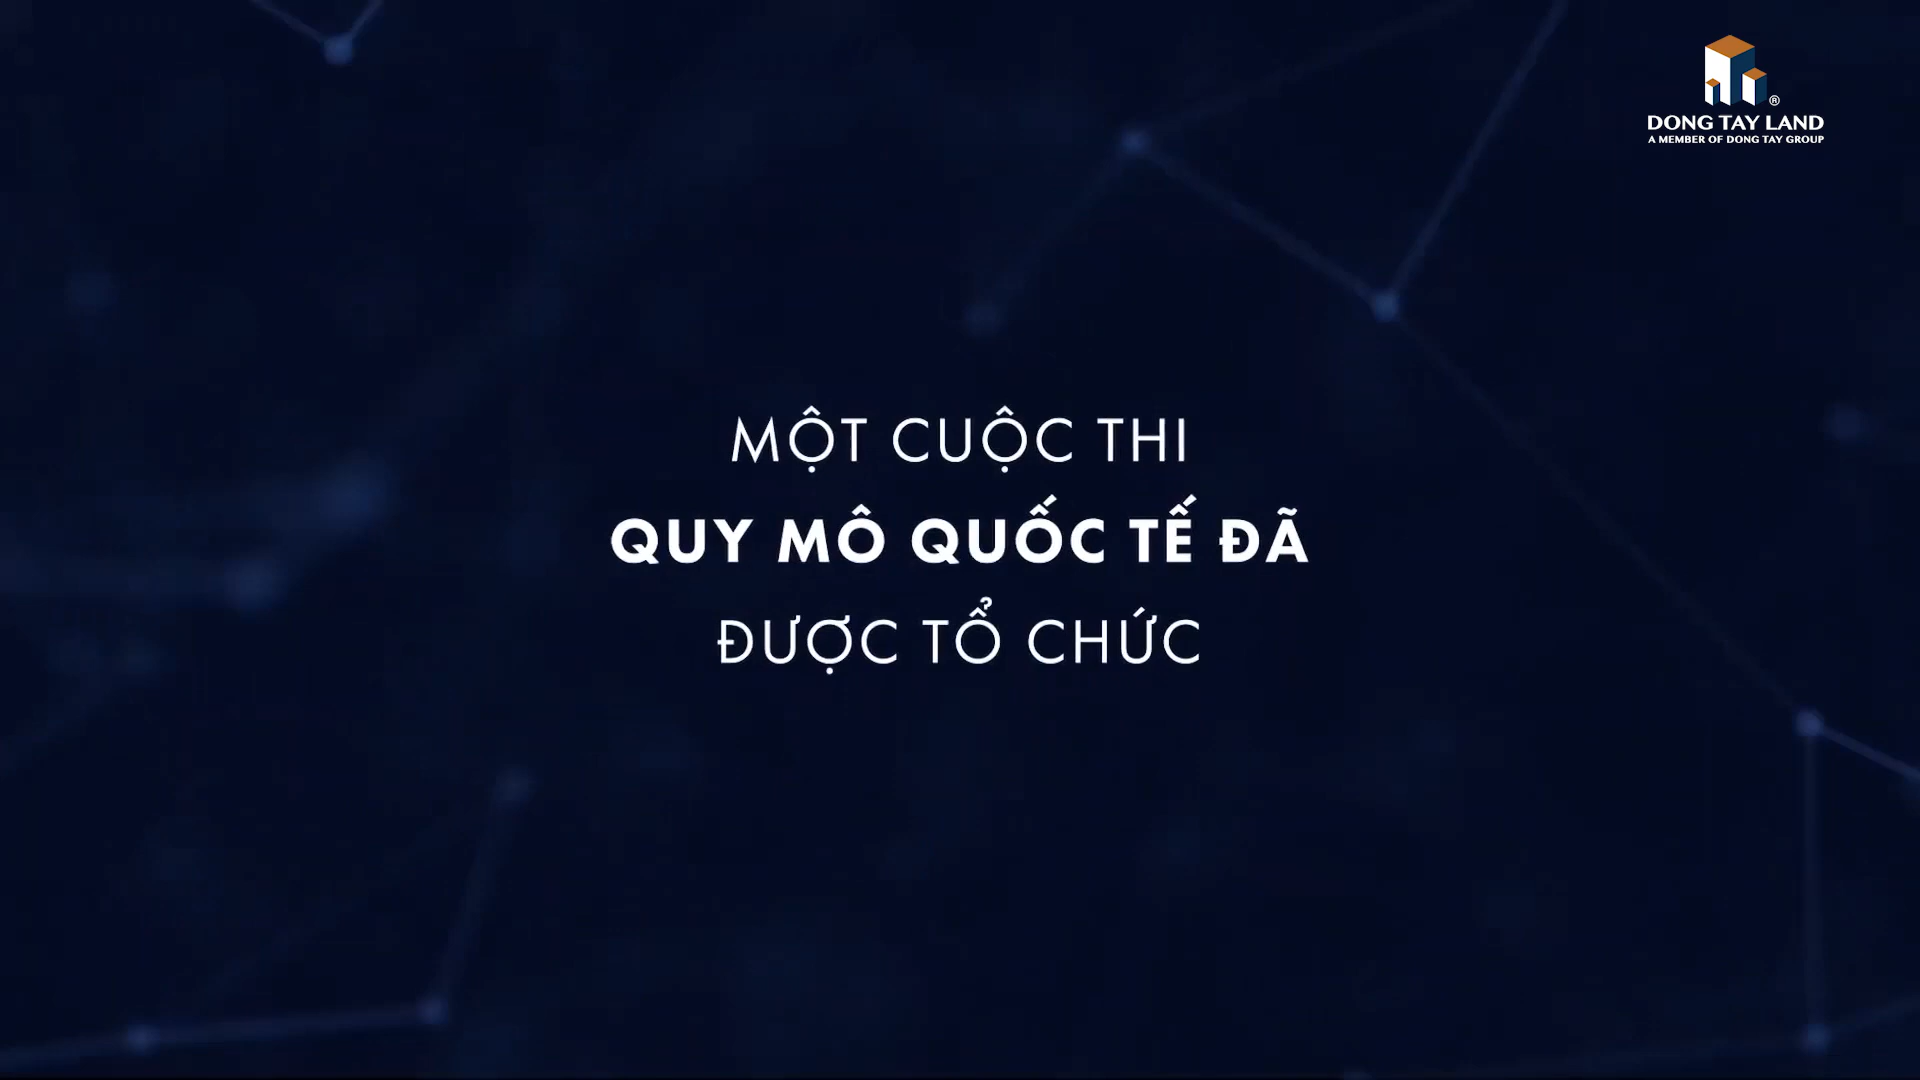 ®
DONG TAY LAND
A MEMBER OF DONG TAY GROUP
MỘT CUỘC THI
QUY MÔ QUỐC TẾ ĐÃ
ĐƯỢC TỔ CHỨC